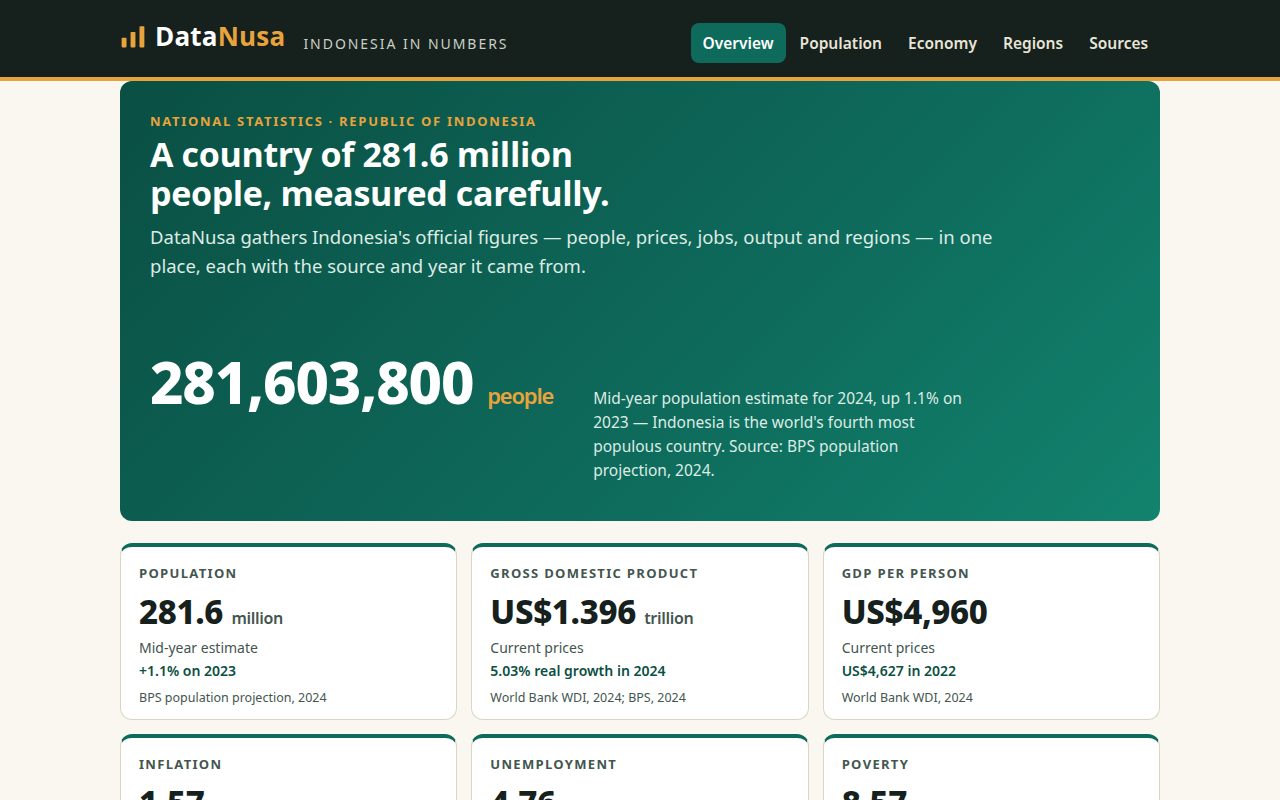 DataNusa INDONESIA IN NUMBERS
Overview Population Economy Regions Sources
NATIONAL STATISTICS · REPUBLIC OF INDONESIA
A country of 281.6 million
people, measured carefully.
DataNusa gathers Indonesia's official figures — people, prices, jobs, output and regions — in one
place, each with the source and year it came from.
281,603,800 people
Mid-year population estimate for 2024, up 1.1% on
2023 — Indonesia is the world's fourth most
populous country. Source: BPS population
projection, 2024.
POPULATION
281.6 million
Mid-year estimate
+1.1% on 2023
BPS population projection, 2024
GROSS DOMESTIC PRODUCT
US$1.396 trillion
Current prices
5.03% real growth in 2024
World Bank WDI, 2024; BPS, 2024
GDP PER PERSON
US$4,960
Current prices
US$4,627 in 2022
World Bank WDI, 2024
INFLATION
1.57
UNEMPLOYMENT
4.76
POVERTY
8.57